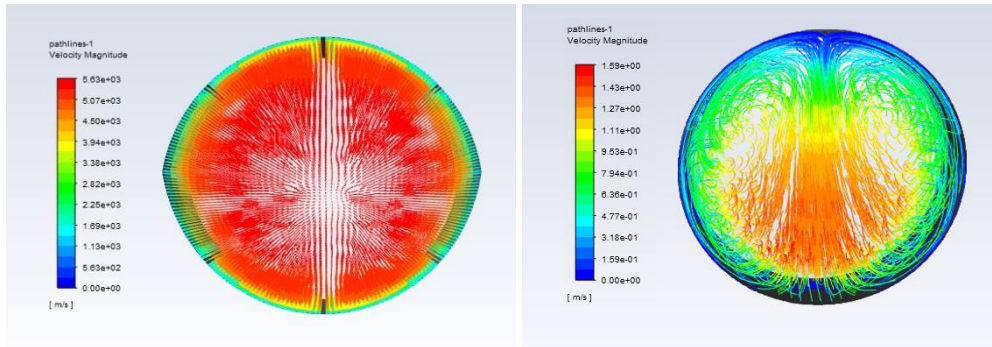 pathlines-1
Velocity Magnitude
5.63e+03
5.07e+03
4.50e+03
3.94e+03
3.38e+03
2.82e+03
2.25e+03
1.69e+03
1.13e+03
5.63e+02
0.00e+00
[ m/s ]
pathlines-1
Velocity Magnitude
1.59e+00
1.43e+00
1.27e+00
1.11e+00
9.53e-01
7.94e-01
6.36e-01
4.77e-01
3.18e-01
1.59e-01
0.00e+00
[ m/s ]